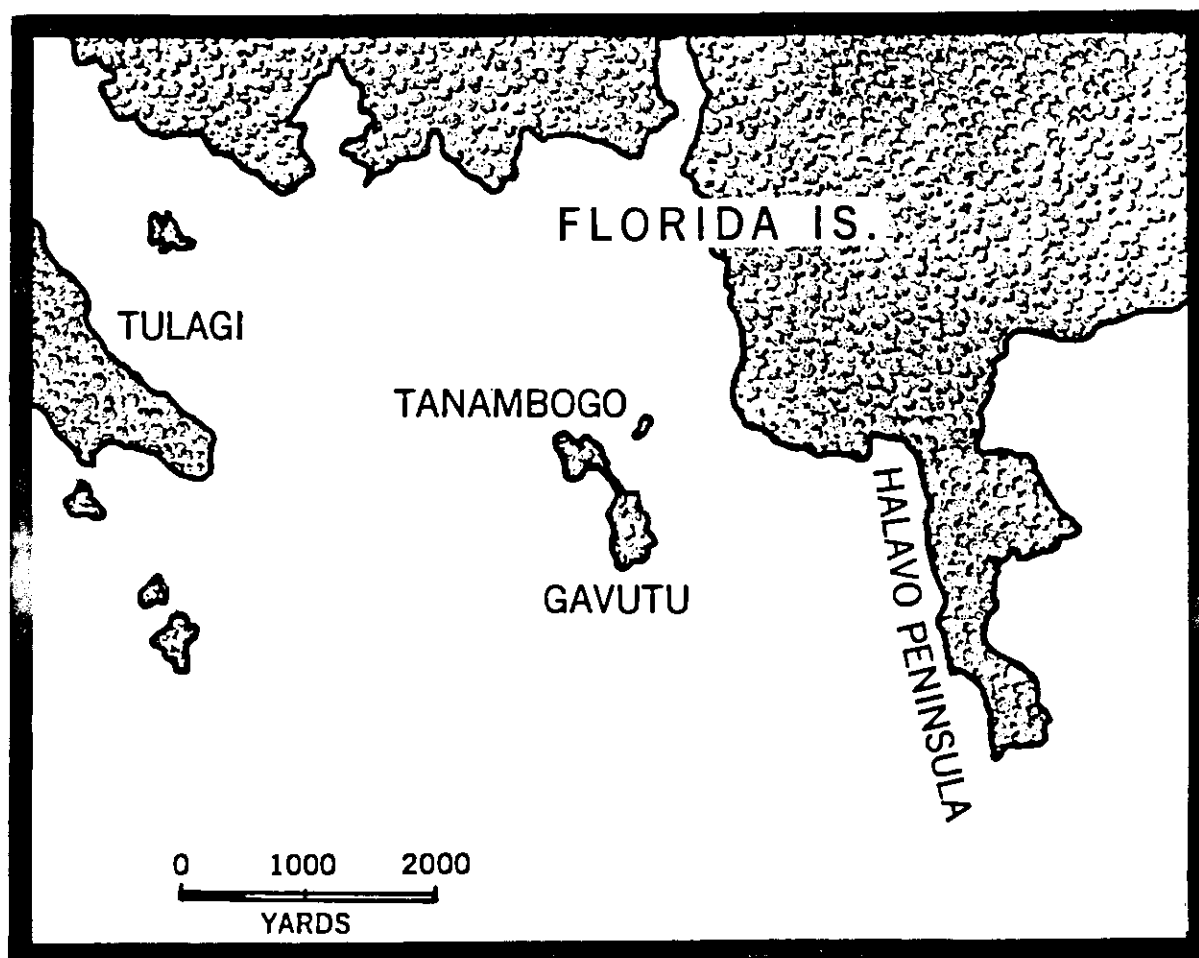 FLORIDA IS.
TULAGI
TANAMBOGO
GAVUTU
HALAVO PENINSULA
0 1000 2000
YARDS